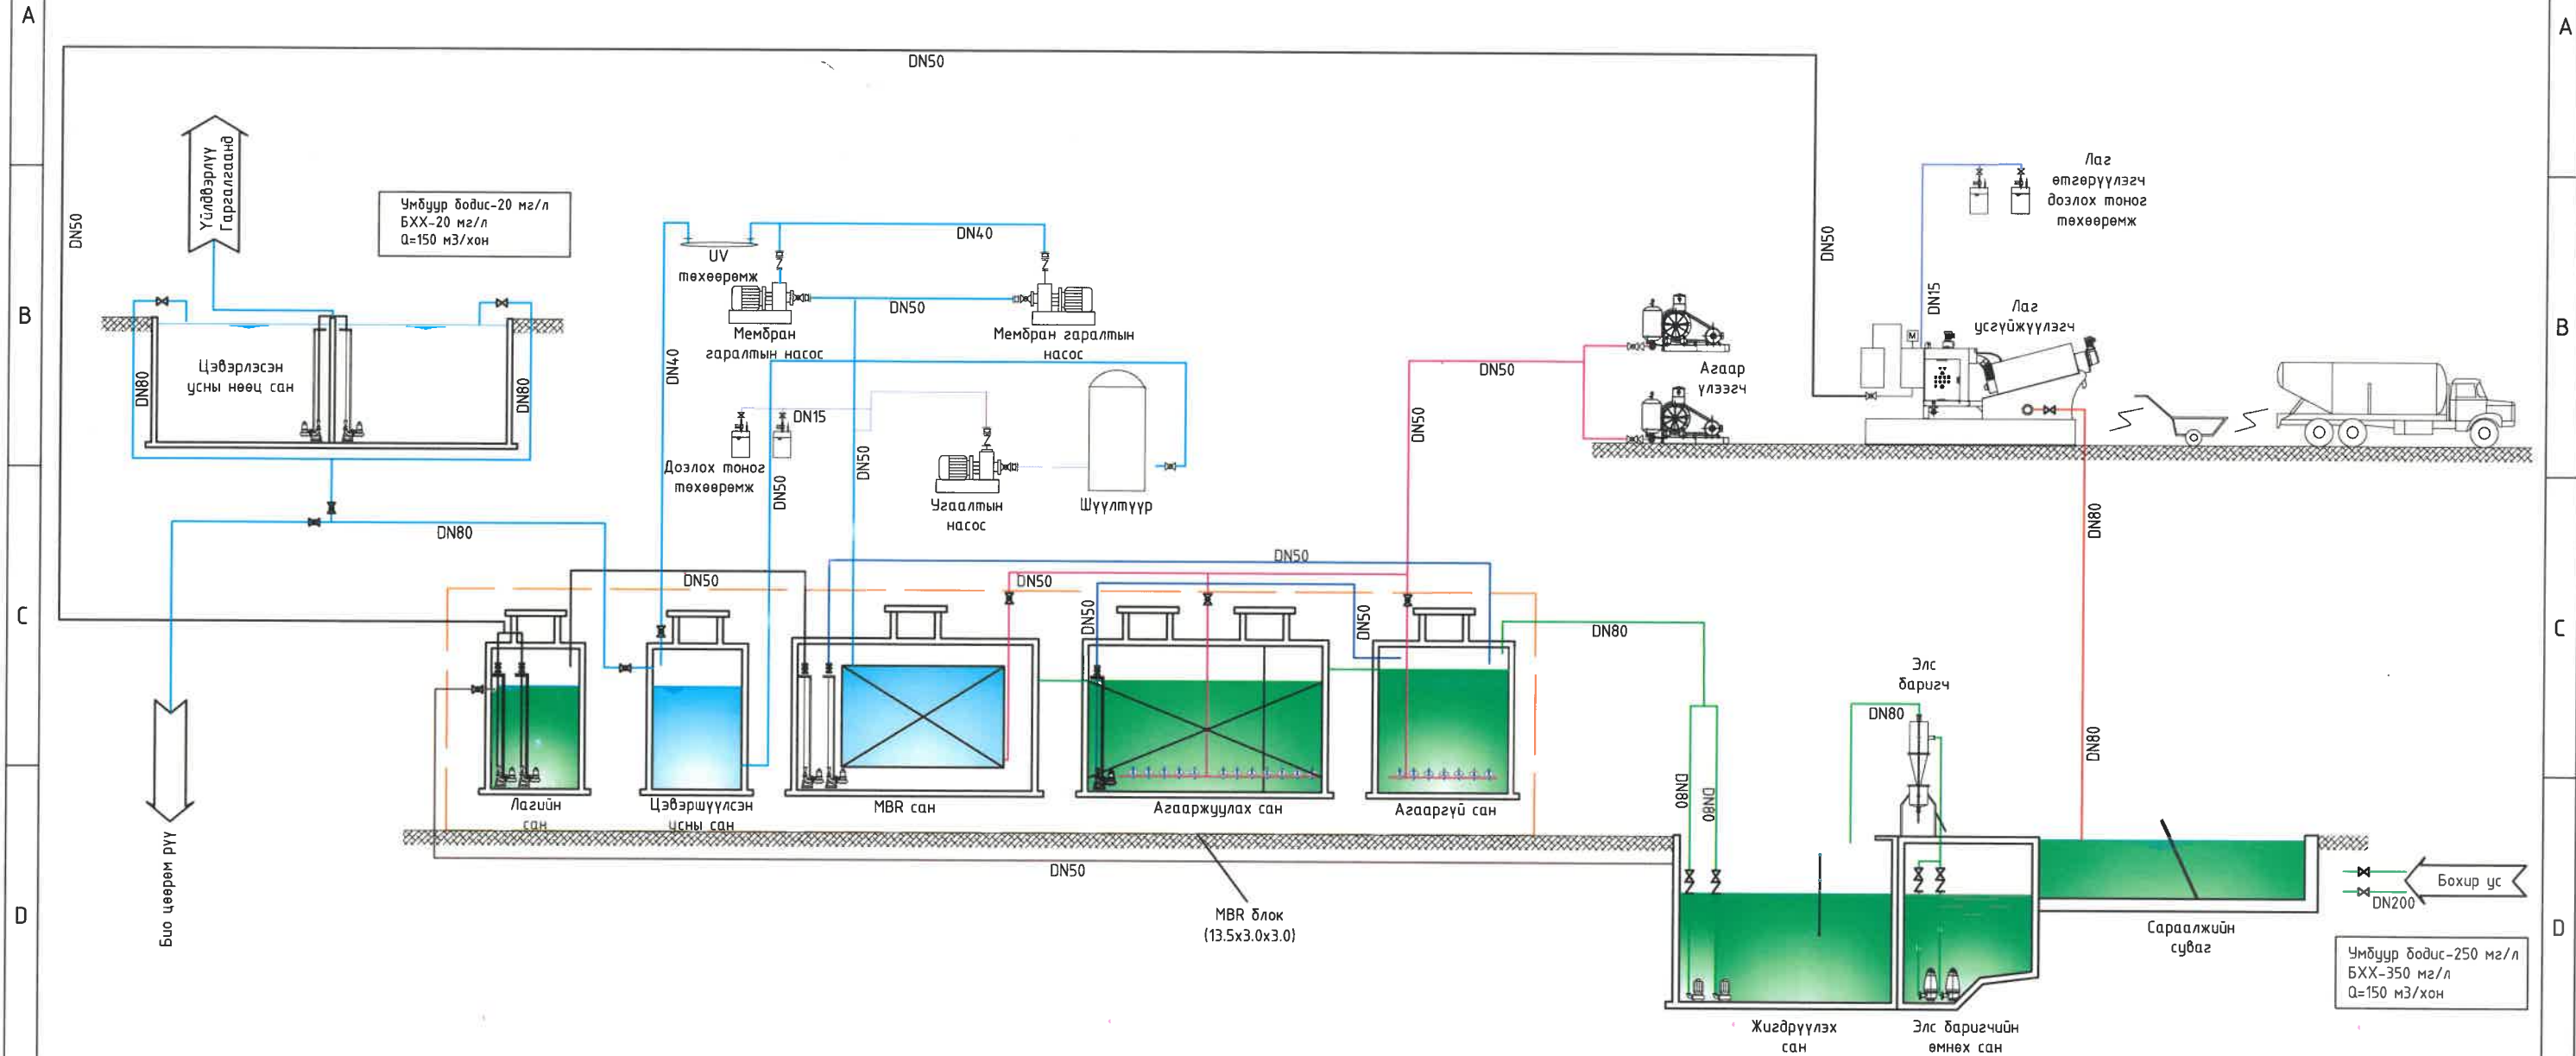 A
A
DN50
Үйлдвэрлүү
Гаргалгаанд
DN50
Умбуур бодис-20 мг/л
БХХ-20 мг/л
Q=150 м3/хон
Лаг
өтгөрүүлэгч
дозлох тоног
төхөөрөмж
DN40
UV
төхөөрөмж
DN50
DN15
B
B
DN50
Мембран
гаралтын насос
Мембран гаралтын
насос
Лаг
усгүйжүүлэгч
M
Цэвэрлэсэн
усны нөөц сан
DN80
DN80
DN40
DN50
Агаар
үлээгч
DN15
DN50
Дозлох тоног
төхөөрөмж
DN50
DN50
Угаалтын
насос
Шүүлтүүр
DN80
DN80
DN50
DN50
DN50
C
C
DN50
DN50
DN80
Элс
баригч
DN80
DN80
DN80
DN80
Лагийн
сан
Цэвэршүүлсэн
усны сан
MBR сан
Агааржуулах сан
Агааргүй сан
Био цөөрөм рүү
DN50
MBR блок
(13.5x3.0x3.0)
D
D
Бохир ус
DN200
Сараалжийн
суваг
Умбуур бодис-250 мг/л
БХХ-350 мг/л
Q=150 м3/хон
Жигдрүүлэх
сан
Элс баригчийн
өмнөх сан